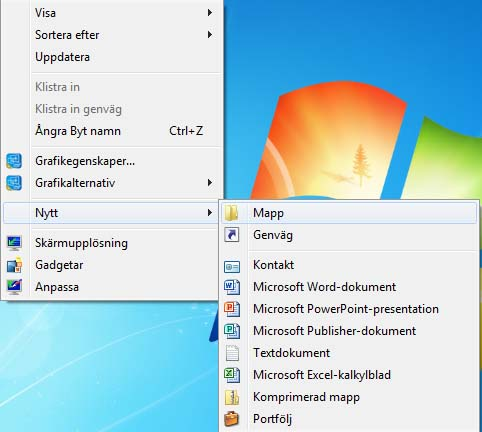 Visa
Sortera efter
Uppdatera
Klistra in
Klistra in genväg
Ångra Byt namn Ctrl+Z
Grafikegenskaper...
Grafikalternativ
Nytt
Skärmupplösning
Gadgetar
Anpassa
Mapp
Genväg
Kontakt
Microsoft Word-dokument
Microsoft PowerPoint-presentation
Microsoft Publisher-dokument
Textdokument
Microsoft Excel-kalkylblad
Komprimerad mapp
Portfölj